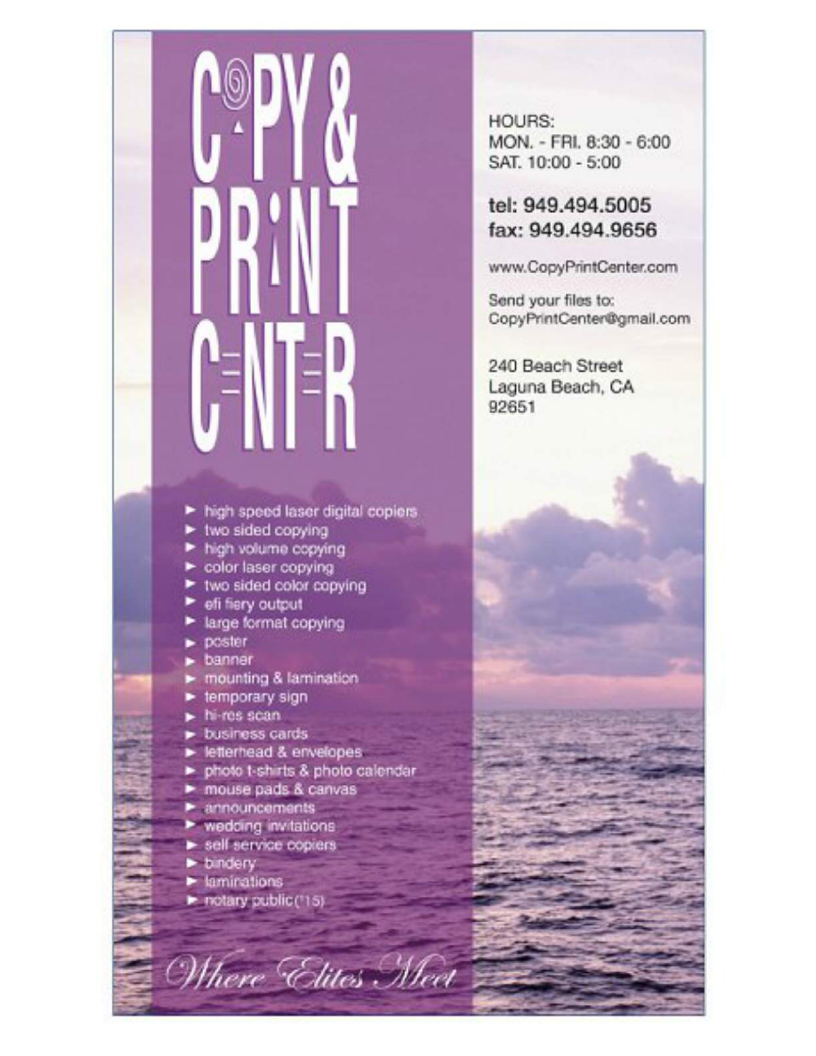 COPY &
PRINT
CENTER
► high speed laser digital copiers
► two sided copying
► high volume copying
► color laser copying
► two sided color copying
► efi fiery output
► large format copying
► poster
► banner
► mounting & lamination
► temporary sign
► hi-res scan
► business cards
► letterhead & envelopes
► photo t-shirts & photo calendar
► mouse pads & canvas
► announcements
► wedding invitations
► self service copiers
► bindery
► laminations
► notary public ($15)
Where Elites Meet
HOURS:
MON. - FRI. 8:30 - 6:00
SAT. 10:00 - 5:00
tel: 949.494.5005
fax: 949.494.9656
www.CopyPrintCenter.com
Send your files to:
CopyPrintCenter@gmail.com
240 Beach Street
Laguna Beach, CA
92651